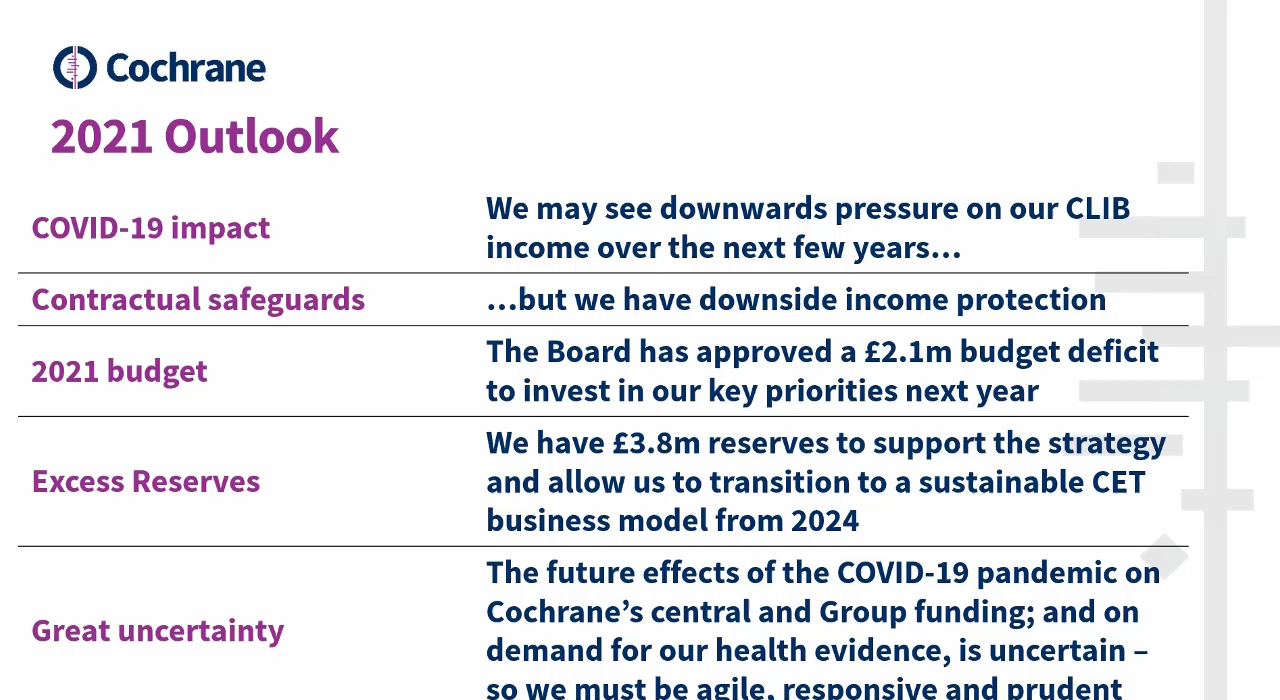 Cochrane
2021 Outlook
COVID-19 impact
We may see downwards pressure on our CLIB
income over the next few years…
Contractual safeguards
…but we have downside income protection
2021 budget
The Board has approved a £2.1m budget deficit
to invest in our key priorities next year
Excess Reserves
We have £3.8m reserves to support the strategy
and allow us to transition to a sustainable CET
business model from 2024
Great uncertainty
The future effects of the COVID-19 pandemic on
Cochrane’s central and Group funding; and on
demand for our health evidence, is uncertain –
so we must be agile, responsive and prudent